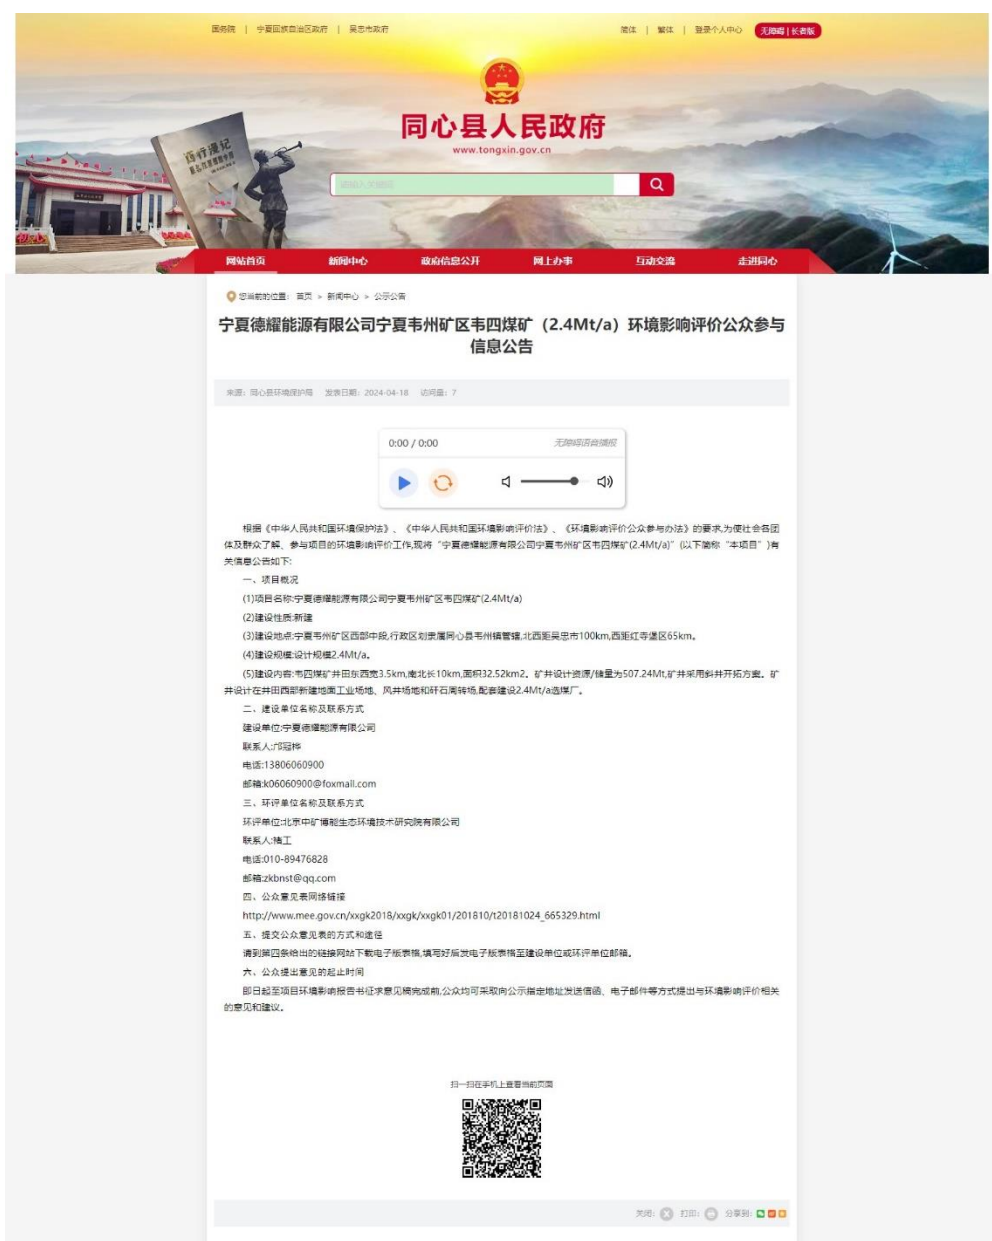 国务院 | 宁夏回族自治区政府 | 吴忠市政府
简体 | 繁体 | 登录个人中心 无障碍 | 长者版
同心县人民政府
www.tongxin.gov.cn
西行漫记
请输入关键词
网站首页 新闻中心 政府信息公开 网上办事 互动交流 走进同心
您当前的位置: 首页 > 新闻中心 > 公示公告
宁夏德耀能源有限公司宁夏韦州矿区韦四煤矿（2.4Mt/a）环境影响评价公众参与
信息公告
来源: 同心县环境保护局 发表日期: 2024-04-18 访问量: 7
0:00 / 0:00 无障碍语音播报
根据《中华人民共和国环境保护法》、《中华人民共和国环境影响评价法》、《环境影响评价公众参与办法》的要求,为使社会各团
体及群众了解、参与项目的环境影响评价工作,现将“宁夏德耀能源有限公司宁夏韦州矿区韦四煤矿(2.4Mt/a)”(以下简称“本项目”)有
关信息公告如下:
一、项目概况
(1)项目名称:宁夏德耀能源有限公司宁夏韦州矿区韦四煤矿(2.4Mt/a)
(2)建设性质:新建
(3)建设地点:宁夏韦州矿区西部中段,行政区划隶属同心县韦州镇管辖,北西距吴忠市100km,西距红寺堡区65km。
(4)建设规模:设计规模2.4Mt/a。
(5)建设内容:韦四煤矿井田东西宽3.5km,南北长10km,面积32.52km2。矿井设计资源/储量为507.24Mt,矿井采用斜井开拓方案。矿
井设计在井田西部新建地面工业场地、风井场地和矸石周转场,配套建设2.4Mt/a选煤厂。
二、建设单位名称及联系方式
建设单位:宁夏德耀能源有限公司
联系人:邝冠桦
电话:13806060900
邮箱:k06060900@foxmail.com
三、环评单位名称及联系方式
环评单位:北京中矿博能生态环境技术研究院有限公司
联系人:褚工
电话:010-89476828
邮箱:zkbnst@qq.com
四、公众意见表网络链接
http://www.mee.gov.cn/xxgk2018/xxgk/xxgk01/201810/t20181024_665329.html
五、提交公众意见表的方式和途径
请到第四条给出的链接网站下载电子版表格,填写好后发电子版表格至建设单位或环评单位邮箱。
六、公众提出意见的起止时间
即日起至项目环境影响报告书征求意见稿完成前,公众均可采取向公示指定地址发送信函、电子邮件等方式提出与环境影响评价相关
的意见和建议。
扫一扫在手机上查看当前页面
关闭: 打印: 分享到: